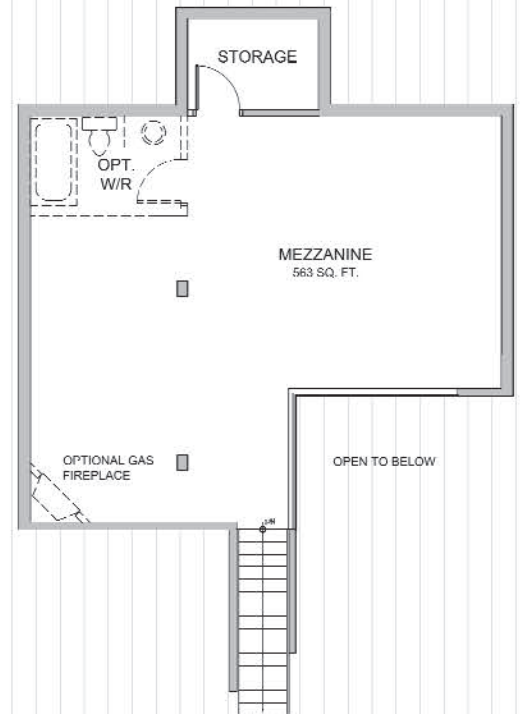 STORAGE
OPT.
W/R
MEZZANINE
563 SQ. FT.
OPTIONAL GAS
FIREPLACE
OPEN TO BELOW